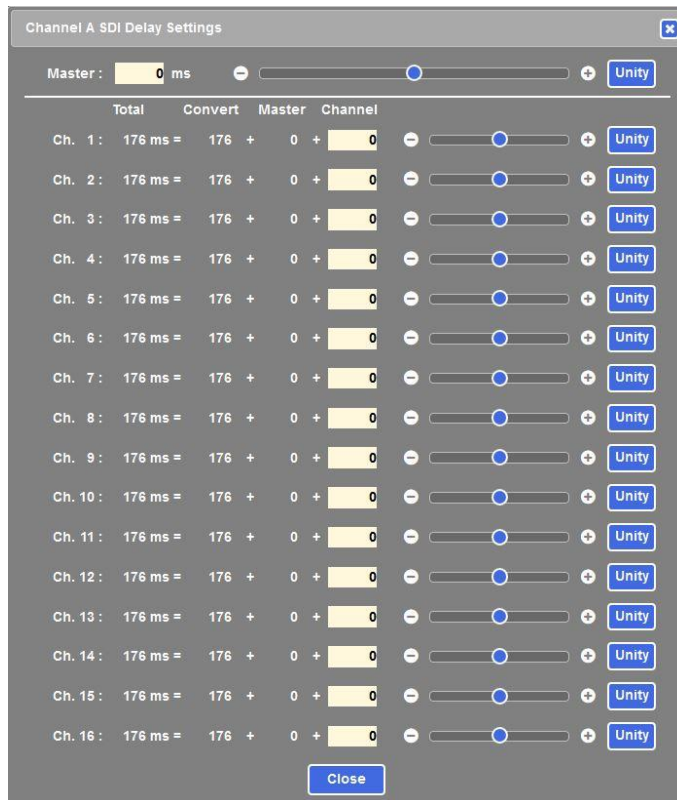 Channel A SDI Delay Settings
Master : 0 ms Unity
Total Convert Master Channel
Ch. 1 : 176 ms = 176 + 0 + 0 Unity
Ch. 2 : 176 ms = 176 + 0 + 0 Unity
Ch. 3 : 176 ms = 176 + 0 + 0 Unity
Ch. 4 : 176 ms = 176 + 0 + 0 Unity
Ch. 5 : 176 ms = 176 + 0 + 0 Unity
Ch. 6 : 176 ms = 176 + 0 + 0 Unity
Ch. 7 : 176 ms = 176 + 0 + 0 Unity
Ch. 8 : 176 ms = 176 + 0 + 0 Unity
Ch. 9 : 176 ms = 176 + 0 + 0 Unity
Ch. 10 : 176 ms = 176 + 0 + 0 Unity
Ch. 11 : 176 ms = 176 + 0 + 0 Unity
Ch. 12 : 176 ms = 176 + 0 + 0 Unity
Ch. 13 : 176 ms = 176 + 0 + 0 Unity
Ch. 14 : 176 ms = 176 + 0 + 0 Unity
Ch. 15 : 176 ms = 176 + 0 + 0 Unity
Ch. 16 : 176 ms = 176 + 0 + 0 Unity
Close